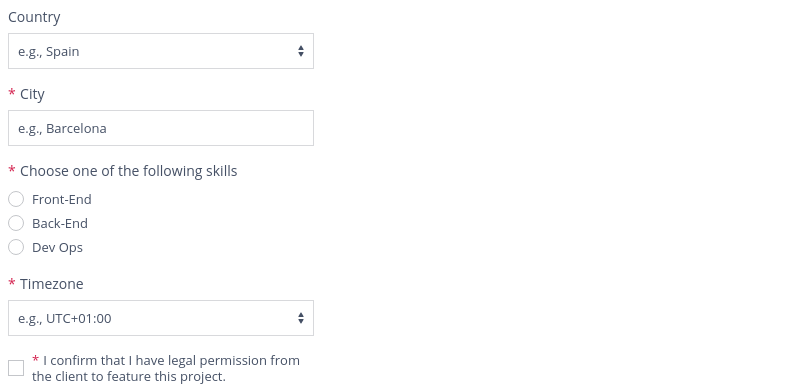 Country
e.g., Spain
* City
e.g., Barcelona
* Choose one of the following skills
Front-End
Back-End
Dev Ops
* Timezone
e.g., UTC+01:00
* I confirm that I have legal permission from
the client to feature this project.